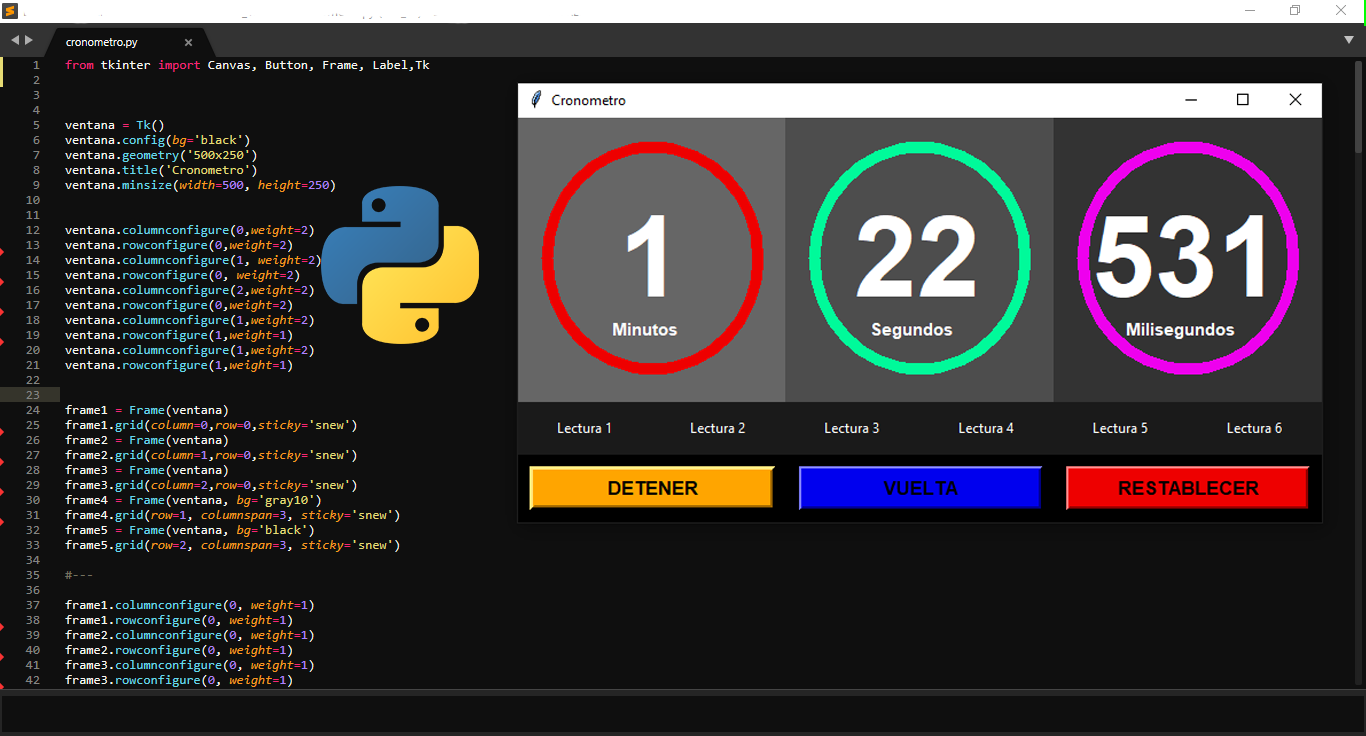 cronometro.py
1 from tkinter import Canvas, Button, Frame, Label,Tk
2
3
4
5 ventana = Tk()
6 ventana.config(bg='black')
7 ventana.geometry('500x250')
8 ventana.title('Cronometro')
9 ventana.minsize(width=500, height=250)
10
11
12 ventana.columnconfigure(0,weight=2)
13 ventana.rowconfigure(0,weight=2)
14 ventana.columnconfigure(1, weight=2)
15 ventana.rowconfigure(0, weight=2)
16 ventana.columnconfigure(2,weight=2)
17 ventana.rowconfigure(0,weight=2)
18 ventana.columnconfigure(1,weight=2)
19 ventana.rowconfigure(1,weight=1)
20 ventana.columnconfigure(1,weight=2)
21 ventana.rowconfigure(1,weight=1)
22
23
24 frame1 = Frame(ventana)
25 frame1.grid(column=0,row=0,sticky='snew')
26 frame2 = Frame(ventana)
27 frame2.grid(column=1,row=0,sticky='snew')
28 frame3 = Frame(ventana)
29 frame3.grid(column=2,row=0,sticky='snew')
30 frame4 = Frame(ventana, bg='gray10')
31 frame4.grid(row=1, columnspan=3, sticky='snew')
32 frame5 = Frame(ventana, bg='black')
33 frame5.grid(row=2, columnspan=3, sticky='snew')
34
35 #---
36
37 frame1.columnconfigure(0, weight=1)
38 frame1.rowconfigure(0, weight=1)
39 frame2.columnconfigure(0, weight=1)
40 frame2.rowconfigure(0, weight=1)
41 frame3.columnconfigure(0, weight=1)
42 frame3.rowconfigure(0, weight=1)
Cronometro
1 22 531
Minutos Segundos Milisegundos
Lectura 1 Lectura 2 Lectura 3 Lectura 4 Lectura 5 Lectura 6
DETENER VUELTA RESTABLECER